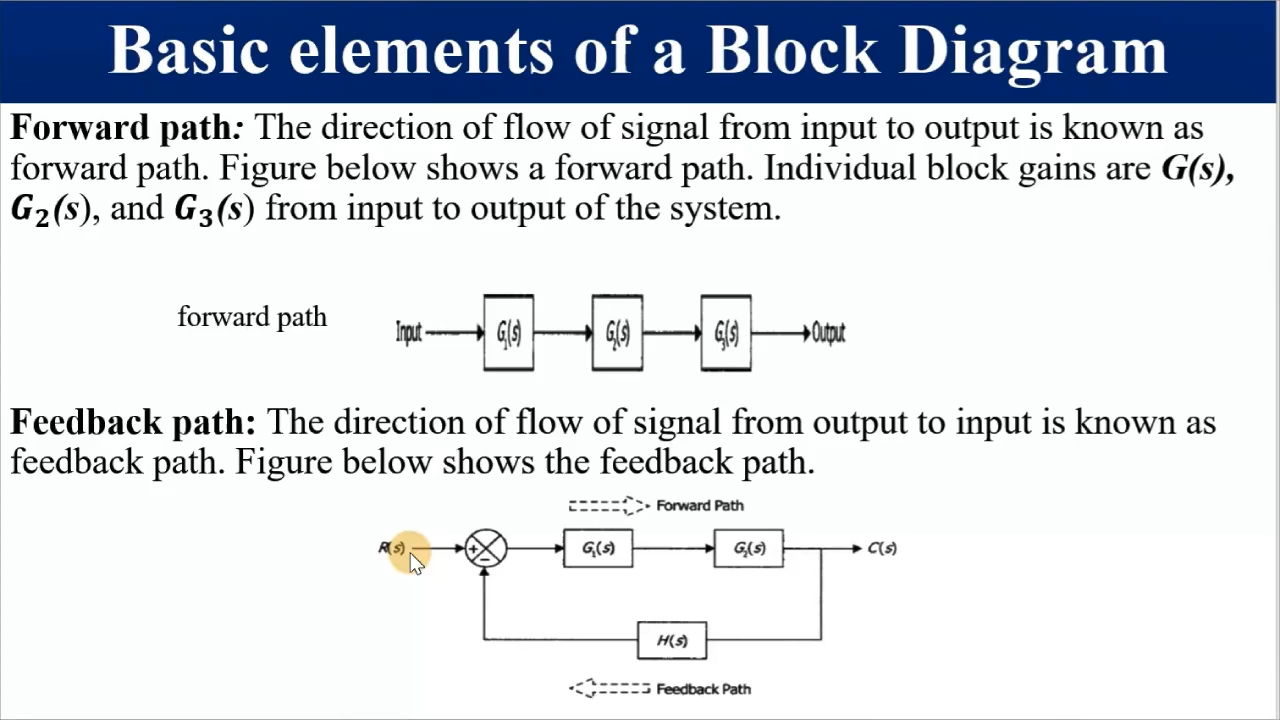 Basic elements of a Block Diagram
Forward path: The direction of flow of signal from input to output is known as
forward path. Figure below shows a forward path. Individual block gains are G(s),
G₂(s), and G₃(s) from input to output of the system.
forward path
Input G₁(s) G₂(s) G₃(s) Output
Feedback path: The direction of flow of signal from output to input is known as
feedback path. Figure below shows the feedback path.
Forward Path
R(s) + − G₁(s) G₂(s) C(s)
H(s)
Feedback Path